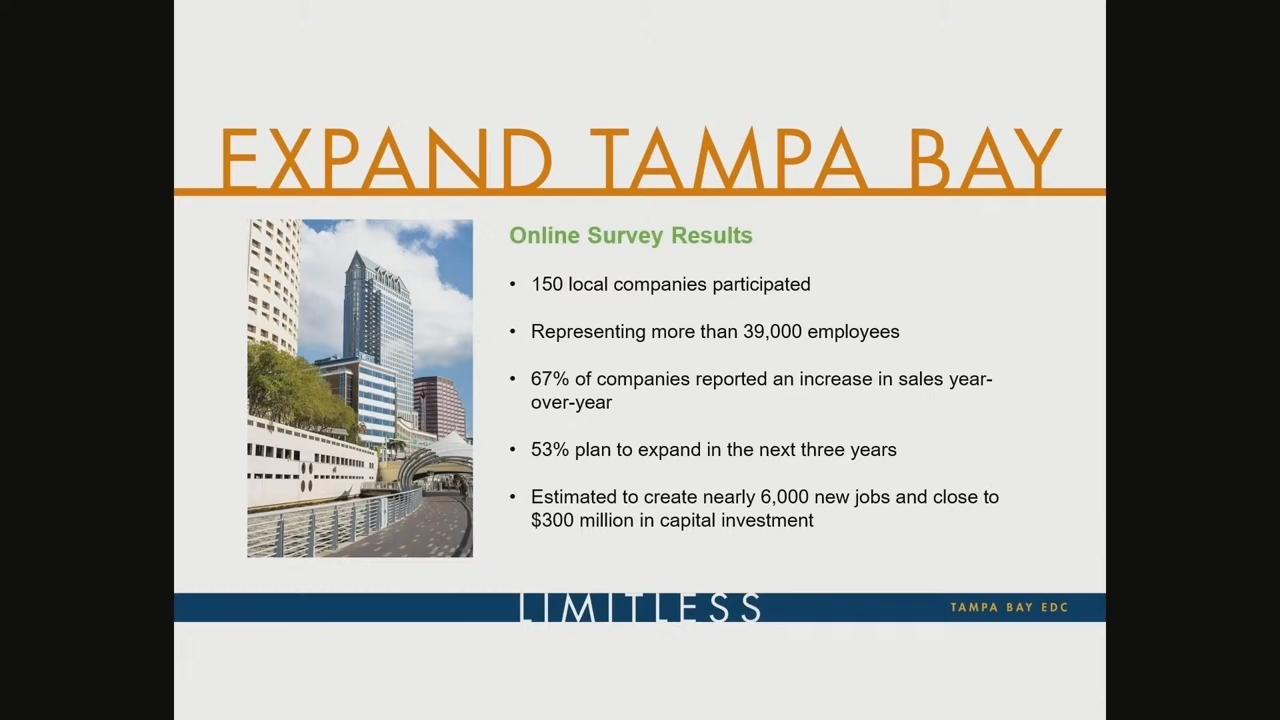 EXPAND TAMPA BAY
Online Survey Results
• 150 local companies participated
• Representing more than 39,000 employees
• 67% of companies reported an increase in sales year-
over-year
• 53% plan to expand in the next three years
• Estimated to create nearly 6,000 new jobs and close to
$300 million in capital investment
LIMITLESS
TAMPA BAY EDC